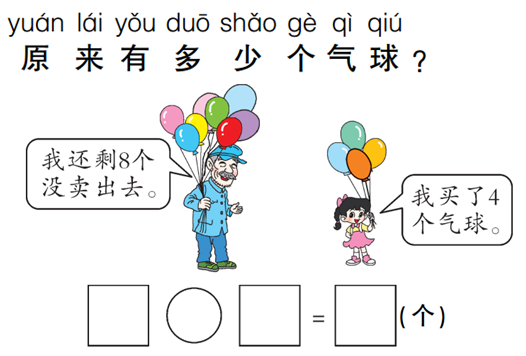 yuán lái yǒu duō shǎo gè qì qiú
原来有多少个气球?
我还剩8个
没卖出去。
我买了4
个气球。
=(个)